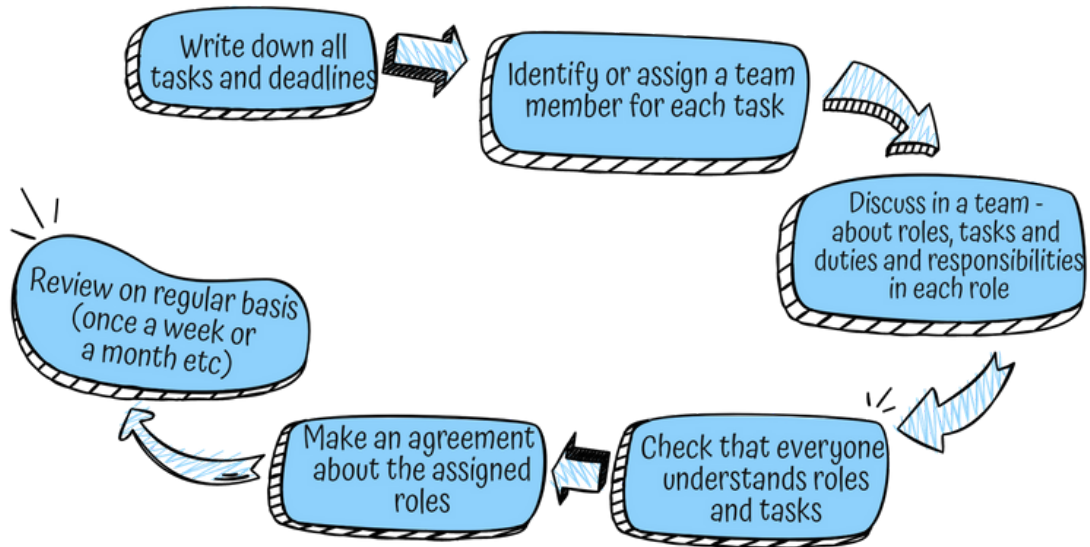 Write down all
tasks and deadlines
Identify or assign a team
member for each task
Discuss in a team -
about roles, tasks and
duties and responsibilities
in each role
Check that everyone
understands roles
and tasks
Make an agreement
about the assigned
roles
Review on regular basis
(once a week or
a month etc)